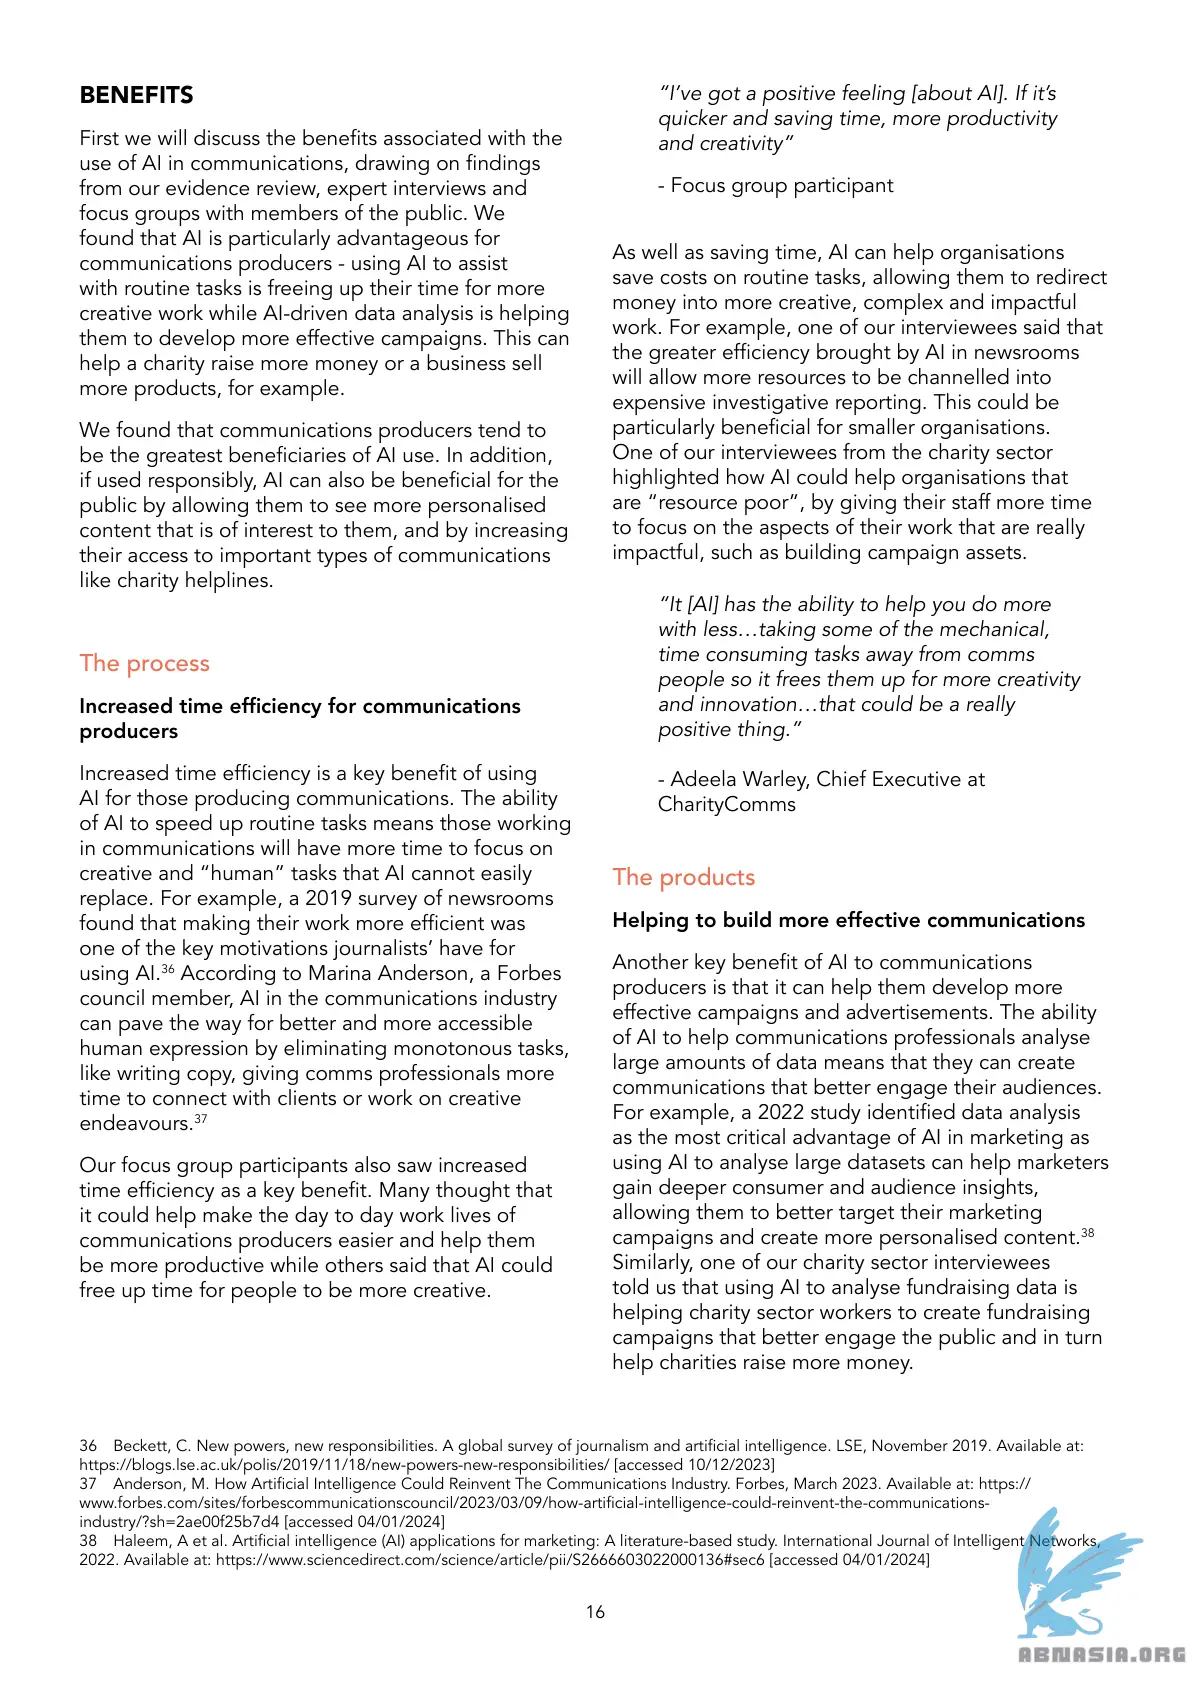 BENEFITS
First we will discuss the benefits associated with the
use of AI in communications, drawing on findings
from our evidence review, expert interviews and
focus groups with members of the public. We
found that AI is particularly advantageous for
communications producers - using AI to assist
with routine tasks is freeing up their time for more
creative work while AI-driven data analysis is helping
them to develop more effective campaigns. This can
help a charity raise more money or a business sell
more products, for example.
We found that communications producers tend to
be the greatest beneficiaries of AI use. In addition,
if used responsibly, AI can also be beneficial for the
public by allowing them to see more personalised
content that is of interest to them, and by increasing
their access to important types of communications
like charity helplines.
The process
Increased time efficiency for communications
producers
Increased time efficiency is a key benefit of using
AI for those producing communications. The ability
of AI to speed up routine tasks means those working
in communications will have more time to focus on
creative and “human” tasks that AI cannot easily
replace. For example, a 2019 survey of newsrooms
found that making their work more efficient was
one of the key motivations journalists’ have for
using AI.36 According to Marina Anderson, a Forbes
council member, AI in the communications industry
can pave the way for better and more accessible
human expression by eliminating monotonous tasks,
like writing copy, giving comms professionals more
time to connect with clients or work on creative
endeavours.37
Our focus group participants also saw increased
time efficiency as a key benefit. Many thought that
it could help make the day to day work lives of
communications producers easier and help them
be more productive while others said that AI could
free up time for people to be more creative.
“I’ve got a positive feeling [about AI]. If it’s
quicker and saving time, more productivity
and creativity”
- Focus group participant
As well as saving time, AI can help organisations
save costs on routine tasks, allowing them to redirect
money into more creative, complex and impactful
work. For example, one of our interviewees said that
the greater efficiency brought by AI in newsrooms
will allow more resources to be channelled into
expensive investigative reporting. This could be
particularly beneficial for smaller organisations.
One of our interviewees from the charity sector
highlighted how AI could help organisations that
are “resource poor”, by giving their staff more time
to focus on the aspects of their work that are really
impactful, such as building campaign assets.
“It [AI] has the ability to help you do more
with less…taking some of the mechanical,
time consuming tasks away from comms
people so it frees them up for more creativity
and innovation…that could be a really
positive thing.”
- Adeela Warley, Chief Executive at
CharityComms
The products
Helping to build more effective communications
Another key benefit of AI to communications
producers is that it can help them develop more
effective campaigns and advertisements. The ability
of AI to help communications professionals analyse
large amounts of data means that they can create
communications that better engage their audiences.
For example, a 2022 study identified data analysis
as the most critical advantage of AI in marketing as
using AI to analyse large datasets can help marketers
gain deeper consumer and audience insights,
allowing them to better target their marketing
campaigns and create more personalised content.38
Similarly, one of our charity sector interviewees
told us that using AI to analyse fundraising data is
helping charity sector workers to create fundraising
campaigns that better engage the public and in turn
help charities raise more money.
36 Beckett, C. New powers, new responsibilities. A global survey of journalism and artificial intelligence. LSE, November 2019. Available at:
https://blogs.lse.ac.uk/polis/2019/11/18/new-powers-new-responsibilities/ [accessed 10/12/2023]
37 Anderson, M. How Artificial Intelligence Could Reinvent The Communications Industry. Forbes, March 2023. Available at: https://
www.forbes.com/sites/forbescommunicationscouncil/2023/03/09/how-artificial-intelligence-could-reinvent-the-communications-
industry/?sh=2ae00f25b7d4 [accessed 04/01/2024]
38 Haleem, A et al. Artificial intelligence (AI) applications for marketing: A literature-based study. International Journal of Intelligent Networks,
2022. Available at: https://www.sciencedirect.com/science/article/pii/S2666603022000136#sec6 [accessed 04/01/2024]
16
ABNASIA.ORG